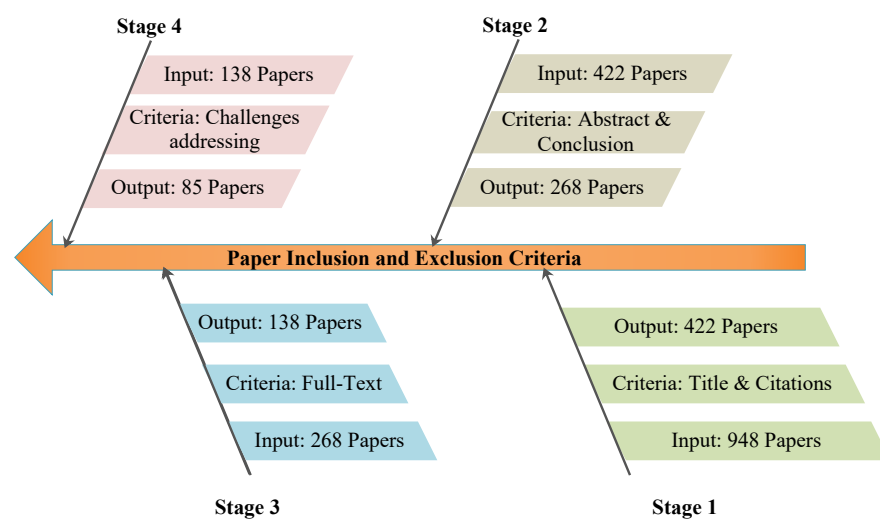 Stage 4
Input: 138 Papers
Criteria: Challenges
addressing
Output: 85 Papers
Stage 2
Input: 422 Papers
Criteria: Abstract &
Conclusion
Output: 268 Papers
Paper Inclusion and Exclusion Criteria
Output: 138 Papers
Criteria: Full-Text
Input: 268 Papers
Stage 3
Output: 422 Papers
Criteria: Title & Citations
Input: 948 Papers
Stage 1